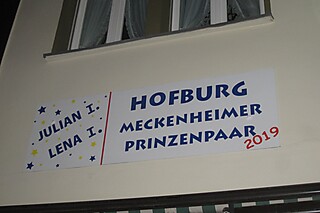 JULIAN I.
LENA I.
HOFBURG
MECKENHEIMER
PRINZENPAAR
2019